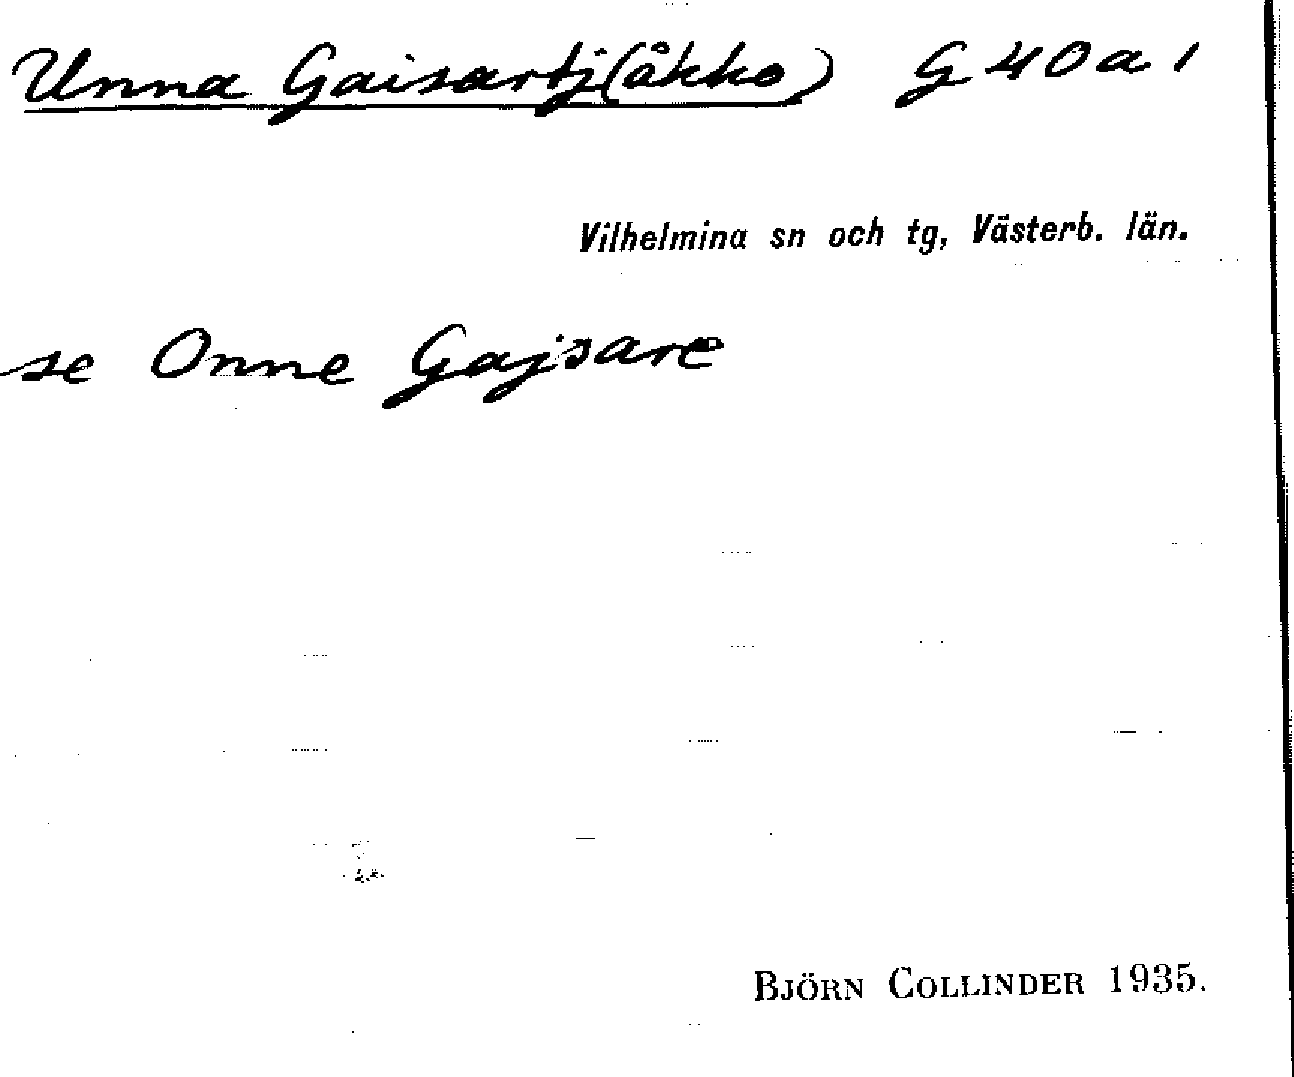 Unna Gaisartj(åkko) G 40 a 1
Vilhelmina sn och tg, Västerb. län.
se Onne Gajsare
BJÖRN COLLINDER 1935.